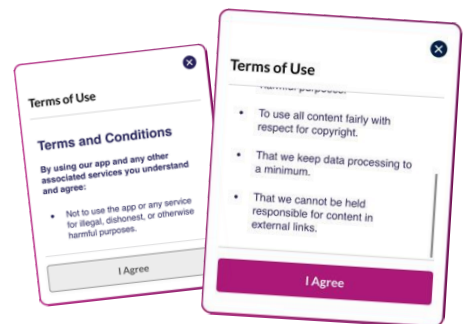 Terms of Use
Terms and Conditions
By using our app and any other
associated services you understand
and agree:
• Not to use the app or any service
for illegal, dishonest, or otherwise
harmful purposes.
I Agree
Terms of Use
harmful purposes.
• To use all content fairly with
respect for copyright.
• That we keep data processing to
a minimum.
• That we cannot be held
responsible for content in
external links.
I Agree